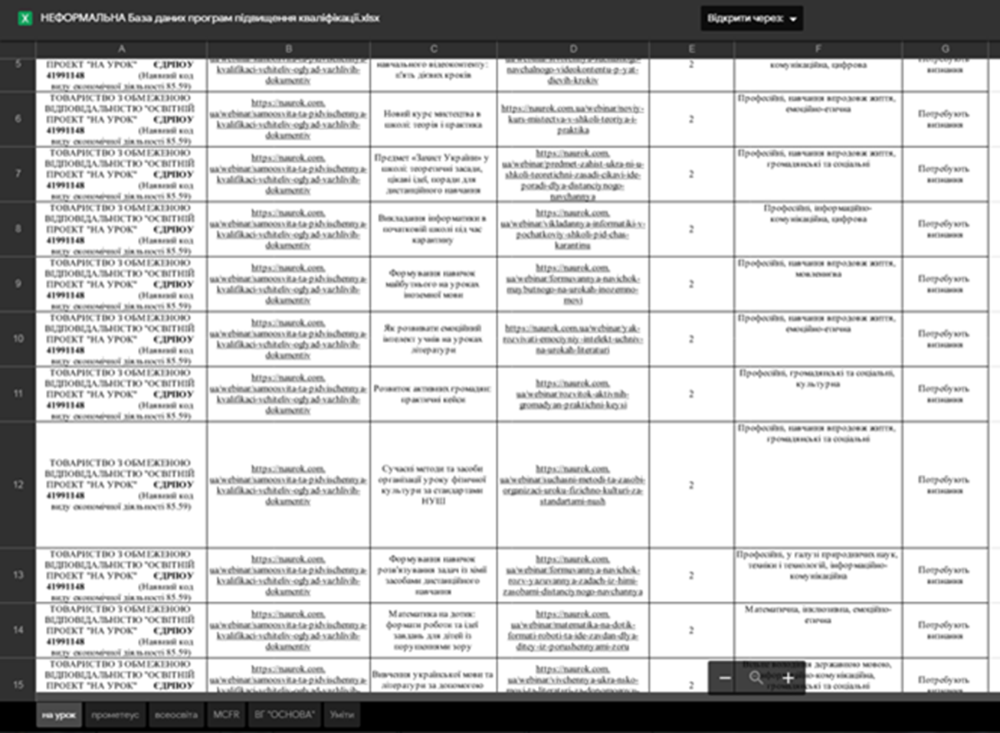 НЕФОРМАЛЬНА База даних програм підвищення кваліфікації.xlsx
Відкрити через:
A B C D E F G
5
ПРОЕКТ "НА УРОК" ЄДРПОУ
41991148 (Наявний код
виду економічної діяльності 85.59)
kvalifikaci-vchiteliv-oglyad-vazhlivih-
dokumentiv
навчального відеоконтенту:
п'ять дієвих кроків
navchalnogo-videokontentu-p-yat-
dievih-krokiv
2
комунікаційна, цифрова
визнання
6
ТОВАРИСТВО З ОБМЕЖЕНОЮ
ВІДПОВІДАЛЬНІСТЮ "ОСВІТНІЙ
ПРОЕКТ "НА УРОК" ЄДРПОУ
41991148 (Наявний код
виду економічної діяльності 85.59)
https://naurok.com.
ua/webinar/samoosvita-ta-pidvischennya-
kvalifikaci-vchiteliv-oglyad-vazhlivih-
dokumentiv
Новий курс мистецтва в
школі: теорія і практика
https://naurok.com.ua/webinar/noviy-
kurs-mistectva-v-shkoli-teoriya-i-
praktika
2
Професійні, навчання впродовж життя,
емоційно-етична
Потребують
визнання
7
ТОВАРИСТВО З ОБМЕЖЕНОЮ
ВІДПОВІДАЛЬНІСТЮ "ОСВІТНІЙ
ПРОЕКТ "НА УРОК" ЄДРПОУ
41991148 (Наявний код
виду економічної діяльності 85.59)
https://naurok.com.
ua/webinar/samoosvita-ta-pidvischennya-
kvalifikaci-vchiteliv-oglyad-vazhlivih-
dokumentiv
Предмет «Захист України» у
школі: теоретичні засади,
цікаві ідеї, поради для
дистанційного навчання
https://naurok.com.
ua/webinar/predmet-zahist-ukra-ni-u-
shkoli-teoretichni-zasadi-cikavi-ide-
poradi-dlya-distanciynogo-
navchannya
2
Професійні, навчання впродовж життя,
громадянські та соціальні
Потребують
визнання
8
ТОВАРИСТВО З ОБМЕЖЕНОЮ
ВІДПОВІДАЛЬНІСТЮ "ОСВІТНІЙ
ПРОЕКТ "НА УРОК" ЄДРПОУ
41991148 (Наявний код
виду економічної діяльності 85.59)
https://naurok.com.
ua/webinar/samoosvita-ta-pidvischennya-
kvalifikaci-vchiteliv-oglyad-vazhlivih-
dokumentiv
Викладання інформатики в
початковій школі під час
карантину
https://naurok.com.
ua/webinar/vikladannya-informatiki-v-
pochatkoviy-shkoli-pid-chas-
karantinu
2
Професійні, інформаційно-
комунікаційна, цифрова
Потребують
визнання
9
ТОВАРИСТВО З ОБМЕЖЕНОЮ
ВІДПОВІДАЛЬНІСТЮ "ОСВІТНІЙ
ПРОЕКТ "НА УРОК" ЄДРПОУ
41991148 (Наявний код
виду економічної діяльності 85.59)
https://naurok.com.
ua/webinar/samoosvita-ta-pidvischennya-
kvalifikaci-vchiteliv-oglyad-vazhlivih-
dokumentiv
Формування навичок
майбутнього на уроках
іноземної мови
https://naurok.com.
ua/webinar/formuvannya-navichok-
maybutnogo-na-urokah-inozemno-
movi
2
Професійні, навчання впродовж життя,
мовленнєва
Потребують
визнання
10
ТОВАРИСТВО З ОБМЕЖЕНОЮ
ВІДПОВІДАЛЬНІСТЮ "ОСВІТНІЙ
ПРОЕКТ "НА УРОК" ЄДРПОУ
41991148 (Наявний код
виду економічної діяльності 85.59)
https://naurok.com.
ua/webinar/samoosvita-ta-pidvischennya-
kvalifikaci-vchiteliv-oglyad-vazhlivih-
dokumentiv
Як розвивати емоційний
інтелект учнів на уроках
літератури
https://naurok.com.ua/webinar/yak-
rozvivati-emociyniy-intelekt-uchniv-
na-urokah-literaturi
2
Професійні, навчання впродовж життя,
емоційно-етична
Потребують
визнання
11
ТОВАРИСТВО З ОБМЕЖЕНОЮ
ВІДПОВІДАЛЬНІСТЮ "ОСВІТНІЙ
ПРОЕКТ "НА УРОК" ЄДРПОУ
41991148 (Наявний код
виду економічної діяльності 85.59)
https://naurok.com.
ua/webinar/samoosvita-ta-pidvischennya-
kvalifikaci-vchiteliv-oglyad-vazhlivih-
dokumentiv
Розвиток активних громадян:
практичні кейси
https://naurok.com.
ua/webinar/rozvitok-aktivnih-
gromadyan-praktichni-keysi
2
Професійні, громадянські та соціальні,
культурна
Потребують
визнання
12
ТОВАРИСТВО З ОБМЕЖЕНОЮ
ВІДПОВІДАЛЬНІСТЮ "ОСВІТНІЙ
ПРОЕКТ "НА УРОК" ЄДРПОУ
41991148 (Наявний код
виду економічної діяльності 85.59)
https://naurok.com.
ua/webinar/samoosvita-ta-pidvischennya-
kvalifikaci-vchiteliv-oglyad-vazhlivih-
dokumentiv
Сучасні методи та засоби
організації уроку фізичної
культури за стандартами
НУШ
https://naurok.com.
ua/webinar/suchasni-metodi-ta-zasobi-
organizaci-uroku-fizichno-kulturi-za-
standartami-nush
2
Професійні, навчання впродовж життя,
громадянські та соціальні
Потребують
визнання
13
ТОВАРИСТВО З ОБМЕЖЕНОЮ
ВІДПОВІДАЛЬНІСТЮ "ОСВІТНІЙ
ПРОЕКТ "НА УРОК" ЄДРПОУ
41991148 (Наявний код
виду економічної діяльності 85.59)
https://naurok.com.
ua/webinar/samoosvita-ta-pidvischennya-
kvalifikaci-vchiteliv-oglyad-vazhlivih-
dokumentiv
Формування навичок
розв'язування задач із хімії
засобами дистанційного
навчання
https://naurok.com.
ua/webinar/formuvannya-navichok-
rozv-yazuvannya-zadach-iz-himi-
zasobami-distanciynogo-navchannya
2
Професійні, у галузі природничих наук,
техніки і технологій, інформаційно-
комунікаційна
Потребують
визнання
14
ТОВАРИСТВО З ОБМЕЖЕНОЮ
ВІДПОВІДАЛЬНІСТЮ "ОСВІТНІЙ
ПРОЕКТ "НА УРОК" ЄДРПОУ
41991148 (Наявний код
виду економічної діяльності 85.59)
https://naurok.com.
ua/webinar/samoosvita-ta-pidvischennya-
kvalifikaci-vchiteliv-oglyad-vazhlivih-
dokumentiv
Математика на дотик:
формати роботи та ідеї
завдань для дітей із
порушеннями зору
https://naurok.com.
ua/webinar/matematika-na-dotik-
formati-roboti-ta-ide-zavdan-dlya-
ditey-iz-porushennyami-zoru
2
Математична, інклюзивна, емоційно-
етична
Потребують
визнання
15
ТОВАРИСТВО З ОБМЕЖЕНОЮ
ВІДПОВІДАЛЬНІСТЮ "ОСВІТНІЙ
ПРОЕКТ "НА УРОК" ЄДРПОУ
https://naurok.com.
ua/webinar/samoosvita-ta-pidvischennya-
Вивчення української мови та
літератури за допомогою
https://naurok.com.
ua/webinar/vivchennya-ukra-nsko-
2
державною мовою,
комунікаційна,
та соціальні
Потребують
на урок прометеус всеосвіта MCFR ВГ "ОСНОВА" Уміти